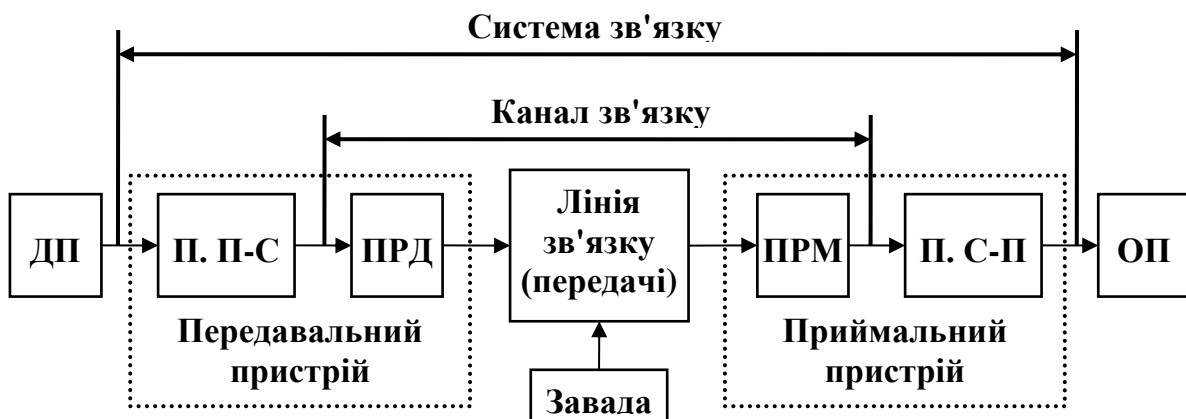 Система зв'язку
Канал зв'язку
ДП
П. П-С
ПРД
Лінія
зв'язку
(передачі)
ПРМ
П. С-П
ОП
Передавальний
пристрій
Приймальний
пристрій
Завада